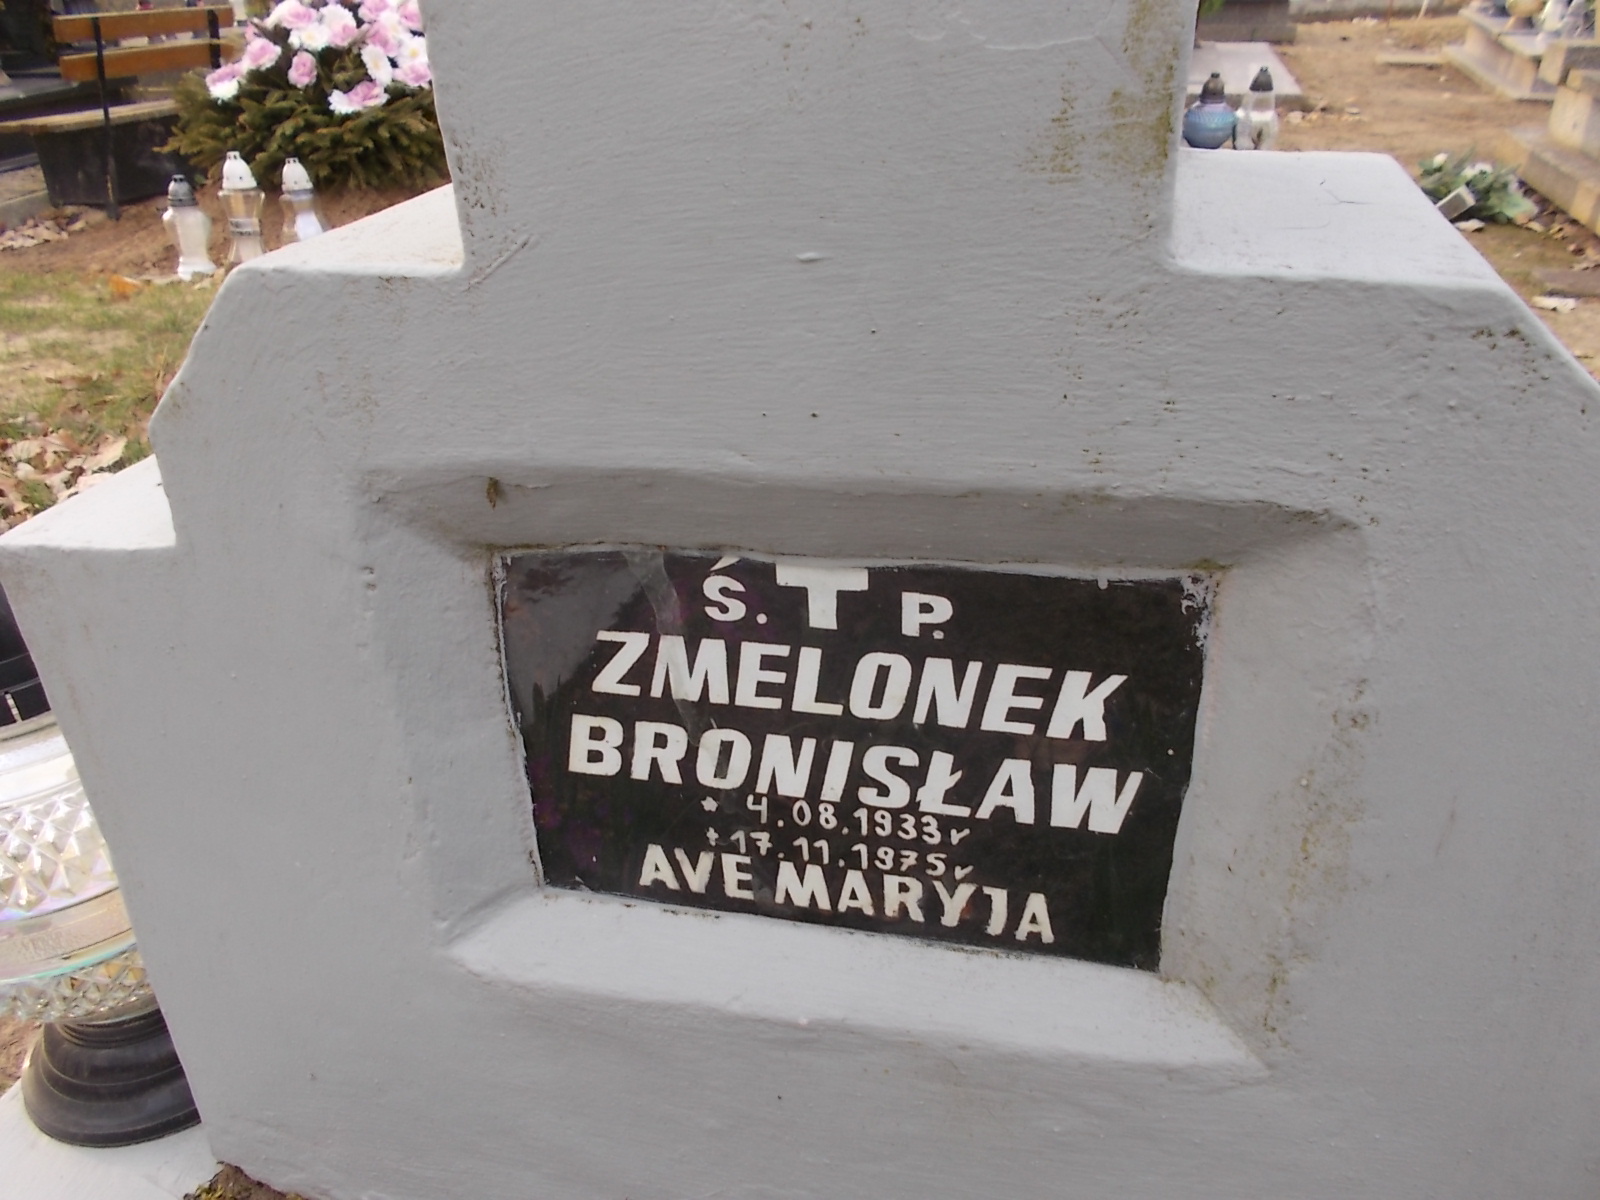 Ś. P.
ZMELONEK
BRONISŁAW
* 4.08.1933r
† 17.11.1975r
AVE MARYJA